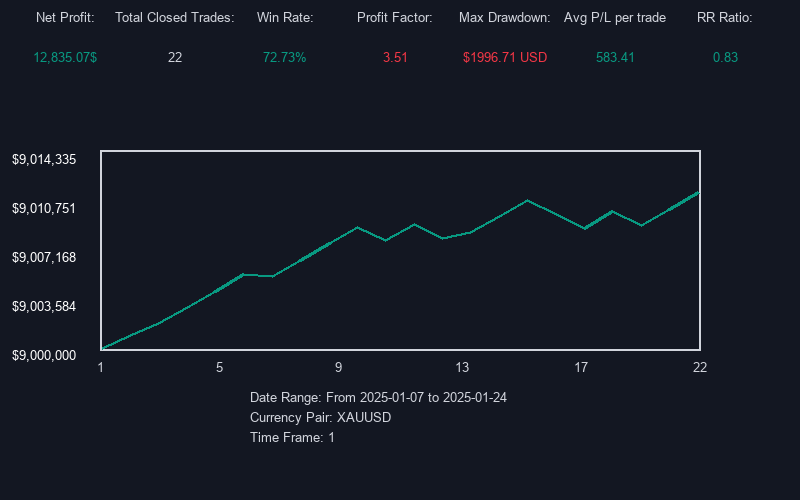 Net Profit: Total Closed Trades: Win Rate: Profit Factor: Max Drawdown: Avg P/L per trade RR Ratio:
12,835.07$ 22 72.73% 3.51 $1996.71 USD 583.41 0.83
$9,014,335
$9,010,751
$9,007,168
$9,003,584
$9,000,000
1 5 9 13 17 22
Date Range: From 2025-01-07 to 2025-01-24
Currency Pair: XAUUSD
Time Frame: 1